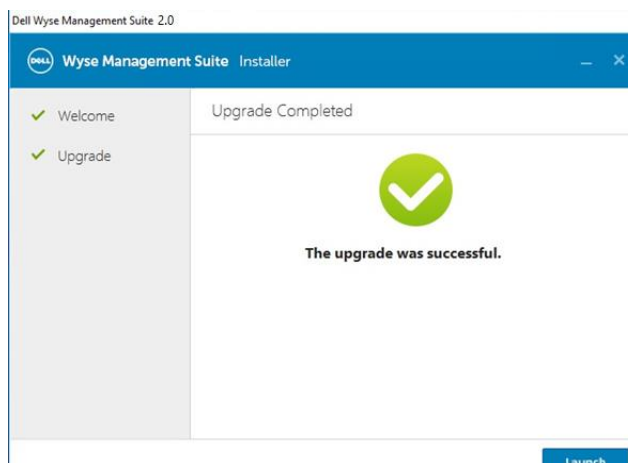 Dell Wyse Management Suite 2.0
DELL Wyse Management Suite Installer
Welcome
Upgrade Completed
Upgrade
The upgrade was successful.
Launch